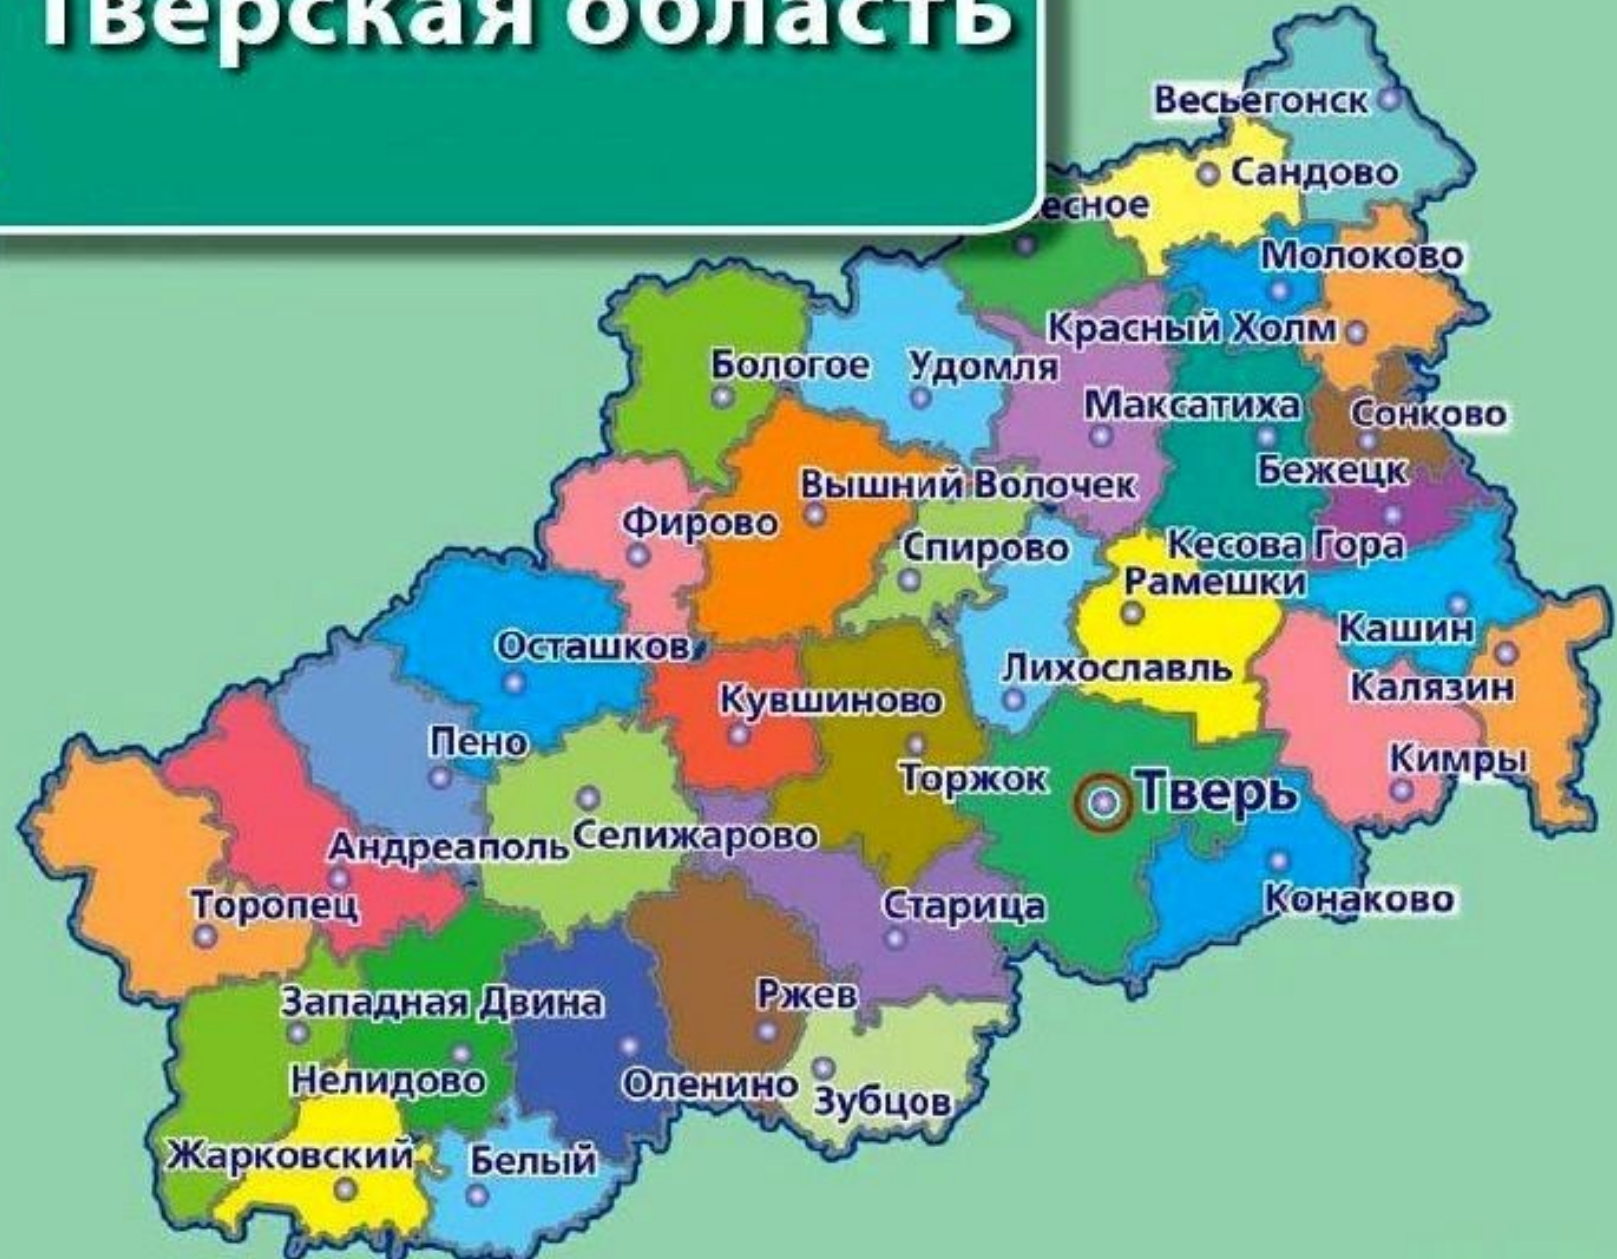 Тверская область
Весьегонск
Сандово
есное
Молоково
Красный Холм
Бологое
Удомля
Максатиха
Сонково
Бежецк
Вышний Волочек
Фирово
Спирово
Кесова Гора
Рамешки
Кашин
Осташков
Лихославль
Калязин
Кувшиново
Пено
Кимры
Торжок
Тверь
Селижарово
Андреаполь
Торопец
Старица
Конаково
Западная Двина
Ржев
Нелидово
Оленино
Зубцов
Жарковский
Белый